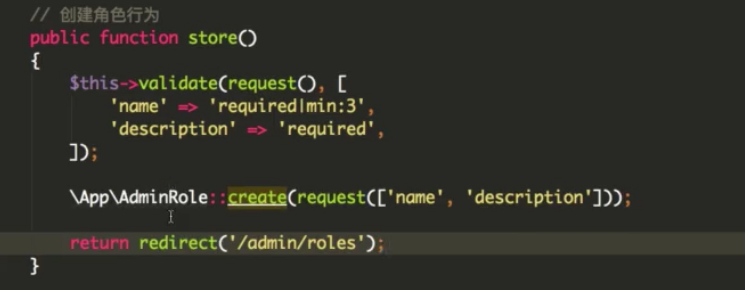 // 创建角色行为
public function store()
{
    $this->validate(request(), [
        'name' => 'required|min:3',
        'description' => 'required',
    ]);

    \App\AdminRole::create(request(['name', 'description']));

    return redirect('/admin/roles');
}